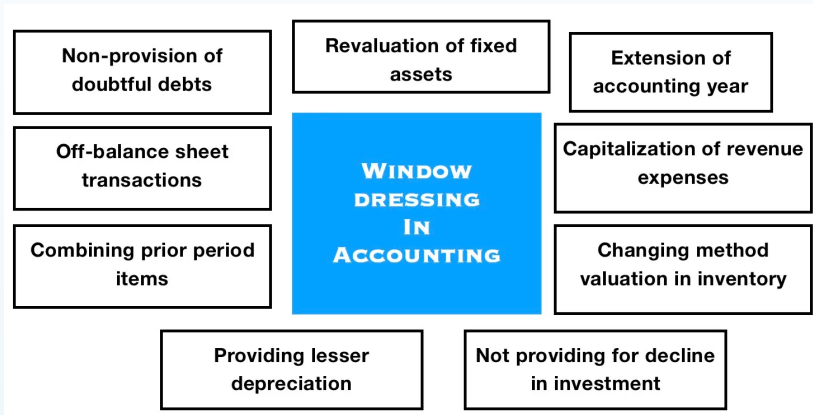 Non-provision of
doubtful debts
Revaluation of fixed
assets
Extension of
accounting year
Off-balance sheet
transactions
WINDOW
DRESSING
IN
ACCOUNTING
Capitalization of revenue
expenses
Combining prior period
items
Changing method
valuation in inventory
Providing lesser
depreciation
Not providing for decline
in investment